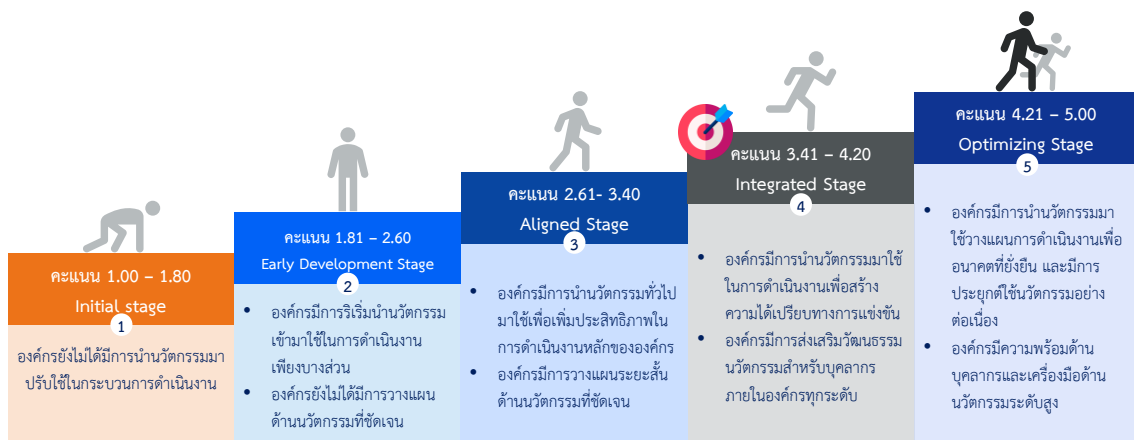 คะแนน 1.00 – 1.80
Initial stage
1
องค์กรยังไม่ได้มีการนำนวัตกรรมมา
ปรับใช้ในกระบวนการดำเนินงาน
คะแนน 1.81 – 2.60
Early Development Stage
2
• องค์กรมีการริเริ่มนำนวัตกรรม
เข้ามาใช้ในการดำเนินงาน
เพียงบางส่วน
• องค์กรยังไม่ได้มีการวางแผน
ด้านนวัตกรรมที่ชัดเจน
คะแนน 2.61- 3.40
Aligned Stage
3
• องค์กรมีการนำนวัตกรรมทั่วไป
มาใช้เพื่อเพิ่มประสิทธิภาพใน
การดำเนินงานหลักขององค์กร
• องค์กรมีการวางแผนระยะสั้น
ด้านนวัตกรรมที่ชัดเจน
คะแนน 3.41 – 4.20
Integrated Stage
4
• องค์กรมีการนำนวัตกรรมมาใช้
ในการดำเนินงานเพื่อสร้าง
ความได้เปรียบทางการแข่งขัน
• องค์กรมีการส่งเสริมวัฒนธรรม
นวัตกรรมสำหรับบุคลากร
ภายในองค์กรทุกระดับ
คะแนน 4.21 – 5.00
Optimizing Stage
5
• องค์กรมีการนำนวัตกรรมมา
ใช้วางแผนการดำเนินงานเพื่อ
อนาคตที่ยั่งยืน และมีการ
ประยุกต์ใช้นวัตกรรมอย่าง
ต่อเนื่อง
• องค์กรมีความพร้อมด้าน
บุคลากรและเครื่องมือด้าน
นวัตกรรมระดับสูง